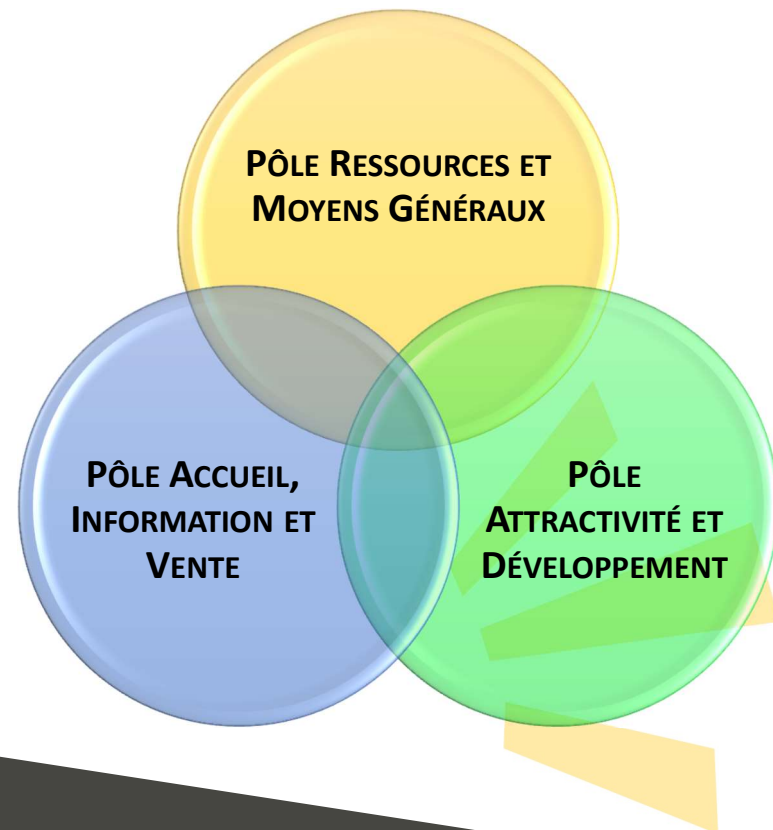 PÔLE RESSOURCES ET
MOYENS GÉNÉRAUX
PÔLE ACCUEIL,
INFORMATION ET
VENTE
PÔLE
ATTRACTIVITÉ ET
DÉVELOPPEMENT